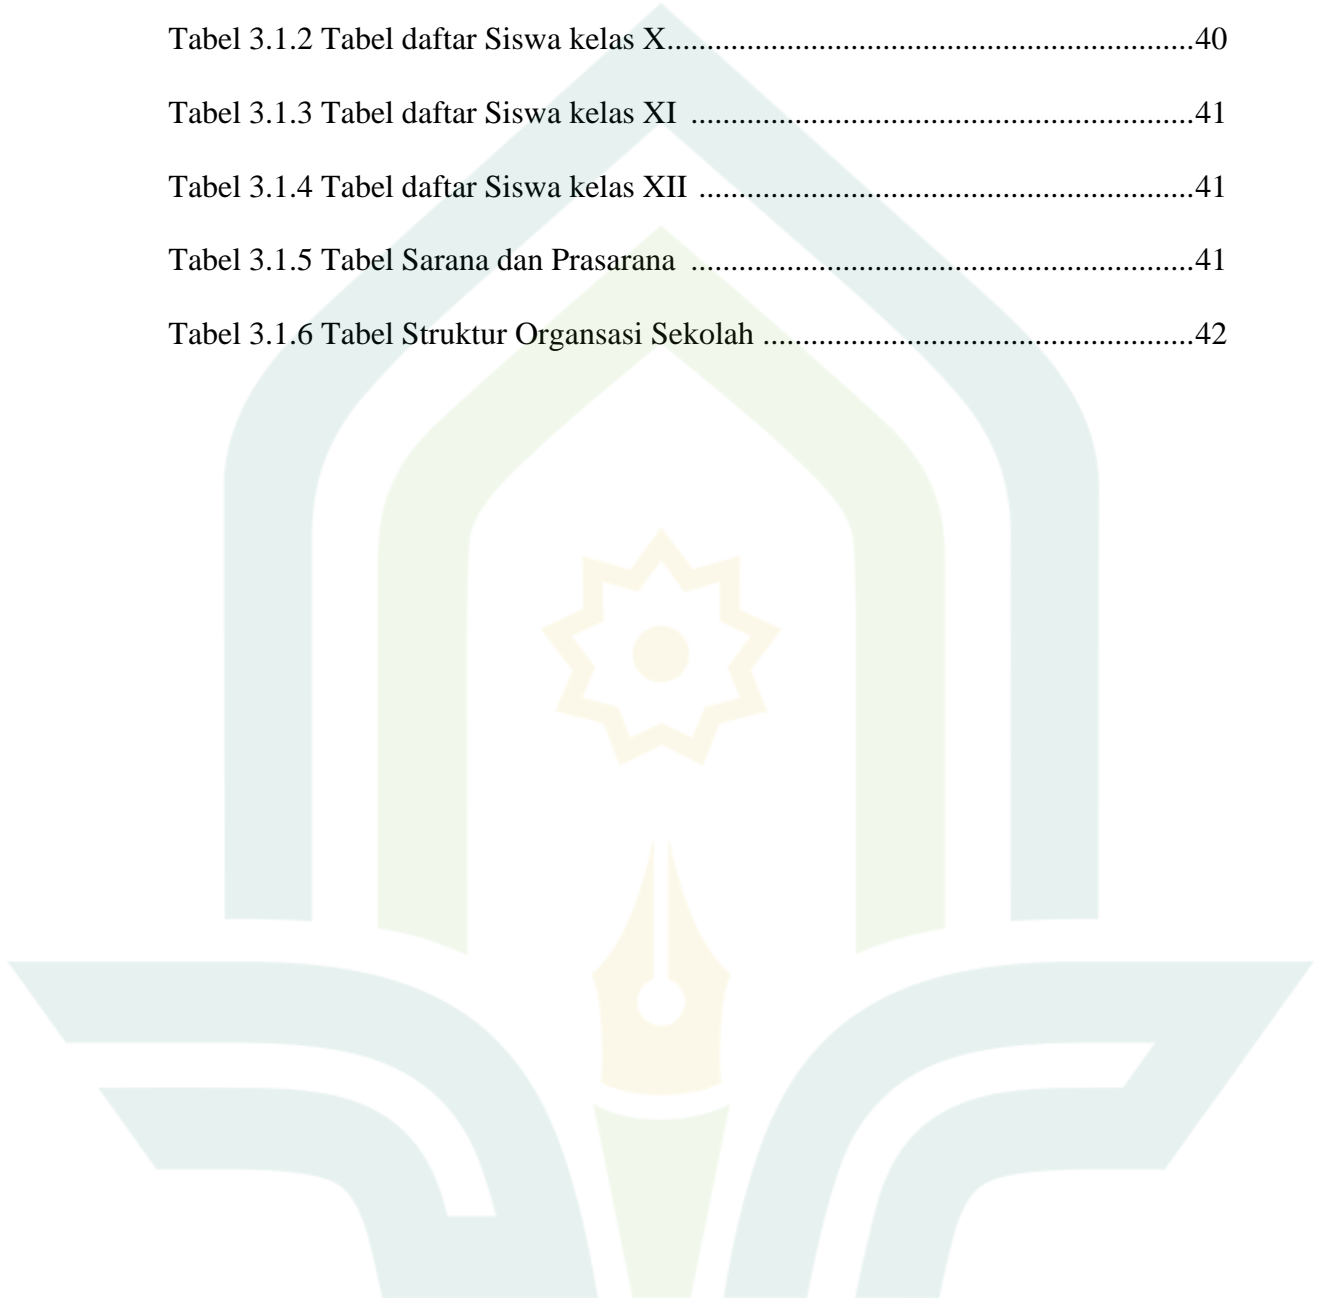 Tabel 3.1.2 Tabel daftar Siswa kelas X..................................................................40
Tabel 3.1.3 Tabel daftar Siswa kelas XI ...............................................................41
Tabel 3.1.4 Tabel daftar Siswa kelas XII ..............................................................41
Tabel 3.1.5 Tabel Sarana dan Prasarana ...............................................................41
Tabel 3.1.6 Tabel Struktur Organsasi Sekolah ......................................................42